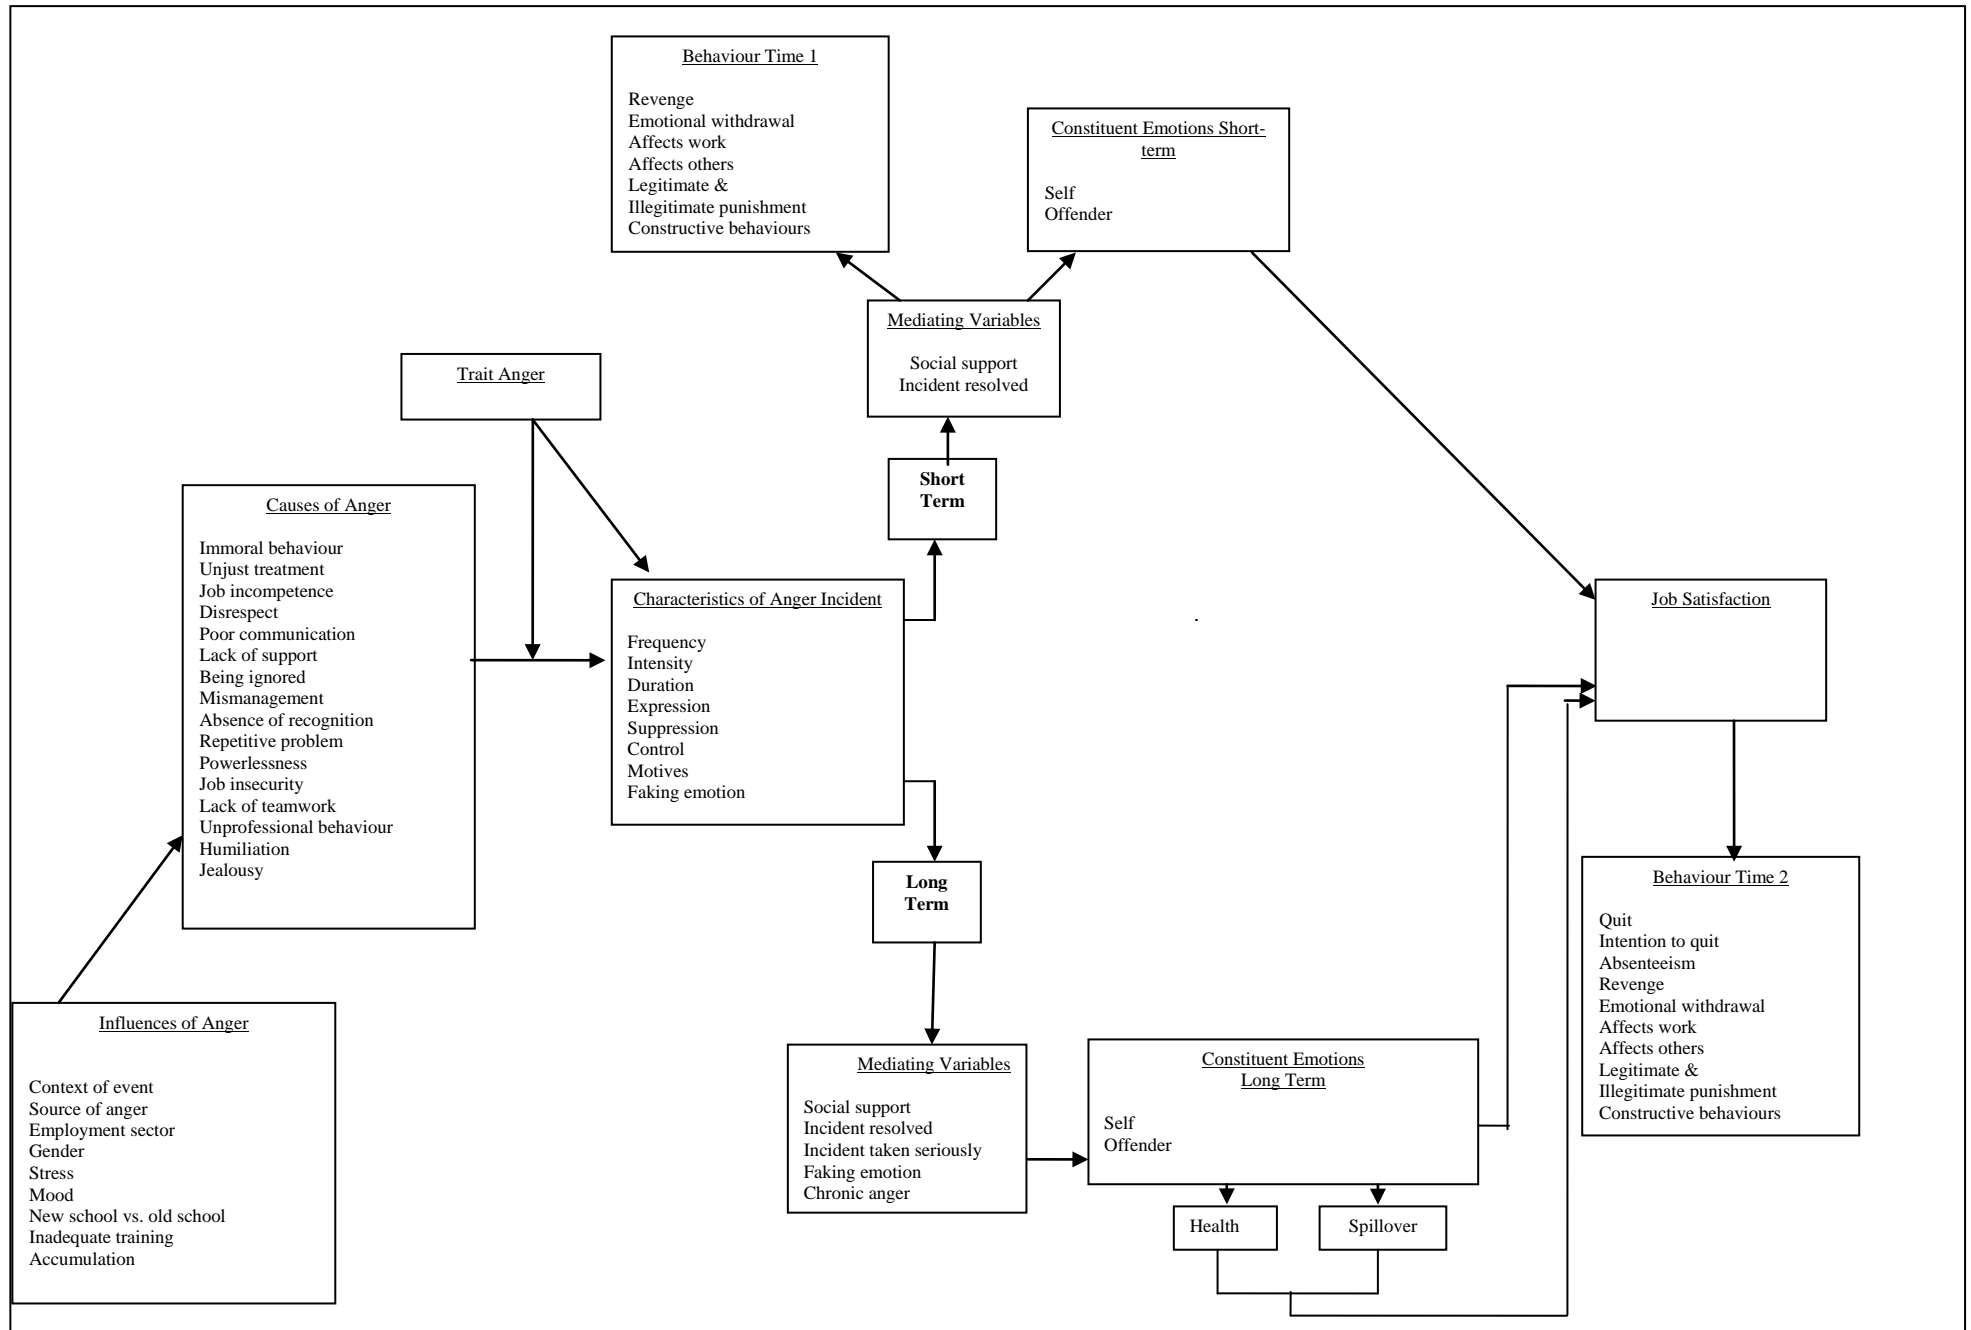 Behaviour Time 1
Revenge
Emotional withdrawal
Affects work
Affects others
Legitimate &
Illegitimate punishment
Constructive behaviours
Constituent Emotions Short-
term
Self
Offender
Mediating Variables
Social support
Incident resolved
Trait Anger
Short
Term
Causes of Anger
Immoral behaviour
Unjust treatment
Job incompetence
Disrespect
Poor communication
Lack of support
Being ignored
Mismanagement
Absence of recognition
Repetitive problem
Powerlessness
Job insecurity
Lack of teamwork
Unprofessional behaviour
Humiliation
Jealousy
Characteristics of Anger Incident
Frequency
Intensity
Duration
Expression
Suppression
Control
Motives
Faking emotion
Job Satisfaction
Long
Term
Behaviour Time 2
Quit
Intention to quit
Absenteeism
Revenge
Emotional withdrawal
Affects work
Affects others
Legitimate &
Illegitimate punishment
Constructive behaviours
Influences of Anger
Context of event
Source of anger
Employment sector
Gender
Stress
Mood
New school vs. old school
Inadequate training
Accumulation
Mediating Variables
Social support
Incident resolved
Incident taken seriously
Faking emotion
Chronic anger
Constituent Emotions
Long Term
Self
Offender
Health
Spillover